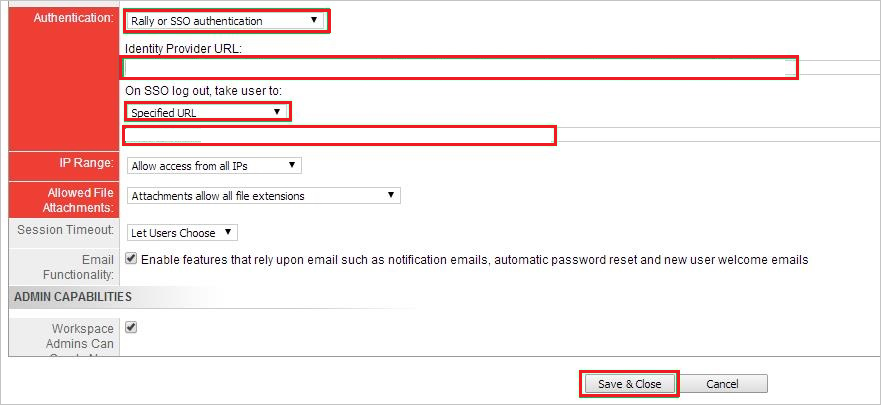 Authentication:
Rally or SSO authentication
Identity Provider URL:
On SSO log out, take user to:
Specified URL
IP Range:
Allow access from all IPs
Allowed File
Attachments:
Attachments allow all file extensions
Session Timeout:
Let Users Choose
Email
Functionality:
Enable features that rely upon email such as notification emails, automatic password reset and new user welcome emails
ADMIN CAPABILITIES
Workspace
Admins Can
Save & Close
Cancel